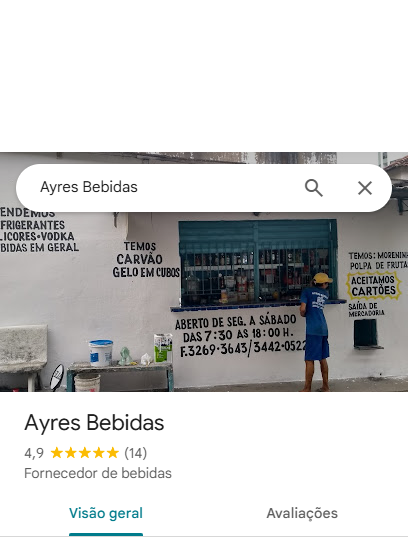 Ayres Bebidas
ENDEMOS
FRIGERANTES
LICORES•VODKA
BIDAS EM GERAL
TEMOS
CARVÃO
GELO EM CUBOS
TEMOS: MORENINH
POLPA DE FRUTA
ACEITAMOS
CARTÕES
SAÍDA DE
MERCADORIA
ABERTO DE SEG. A SÁBADO
DAS 7:30 AS 18:00 H.
F.3269-3643/3442-0522
Ayres Bebidas
4,9 (14)
Fornecedor de bebidas
Visão geral Avaliações